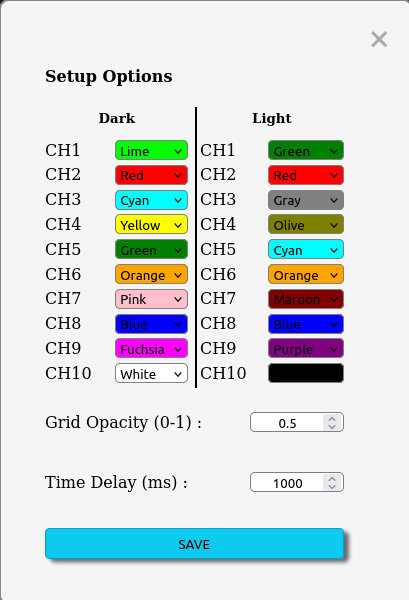 Setup Options
Dark Light
CH1 Lime CH1 Green
CH2 Red CH2 Red
CH3 Cyan CH3 Gray
CH4 Yellow CH4 Olive
CH5 Green CH5 Cyan
CH6 Orange CH6 Orange
CH7 Pink CH7 Maroon
CH8 Blue CH8 Blue
CH9 Fuchsia CH9 Purple
CH10 White CH10
Grid Opacity (0-1) : 0.5
Time Delay (ms) : 1000
SAVE